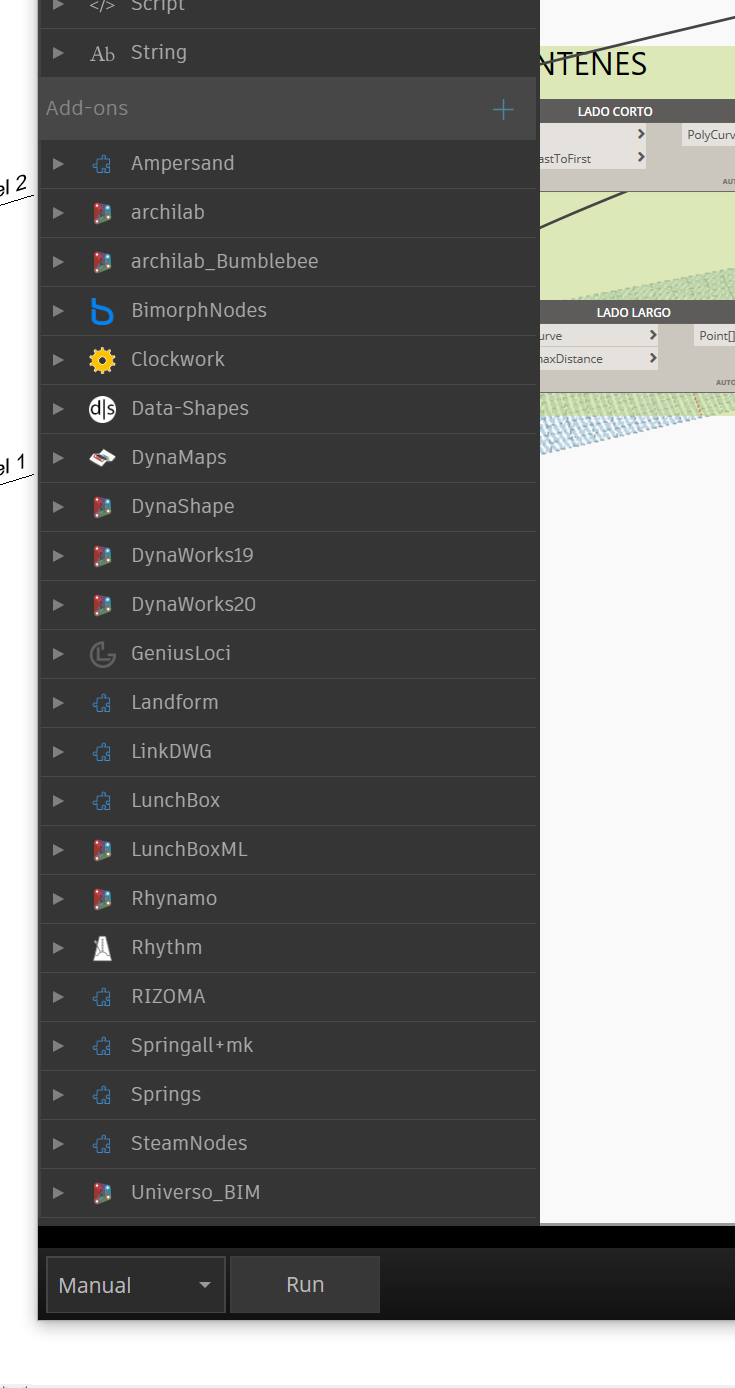 Script
String
Add-ons
Ampersand
archilab
archilab_Bumblebee
BimorphNodes
Clockwork
d|s Data-Shapes
DynaMaps
DynaShape
DynaWorks19
DynaWorks20
GeniusLoci
Landform
LinkDWG
LunchBox
LunchBoxML
Rhynamo
Rhythm
RIZOMA
Springall+mk
Springs
SteamNodes
Universo_BIM
Manual
Run
el 2
el 1
NTENES
LADO CORTO
PolyCurv
astToFirst
AUT
LADO LARGO
urve
Point[]
naxDistance
AUTO